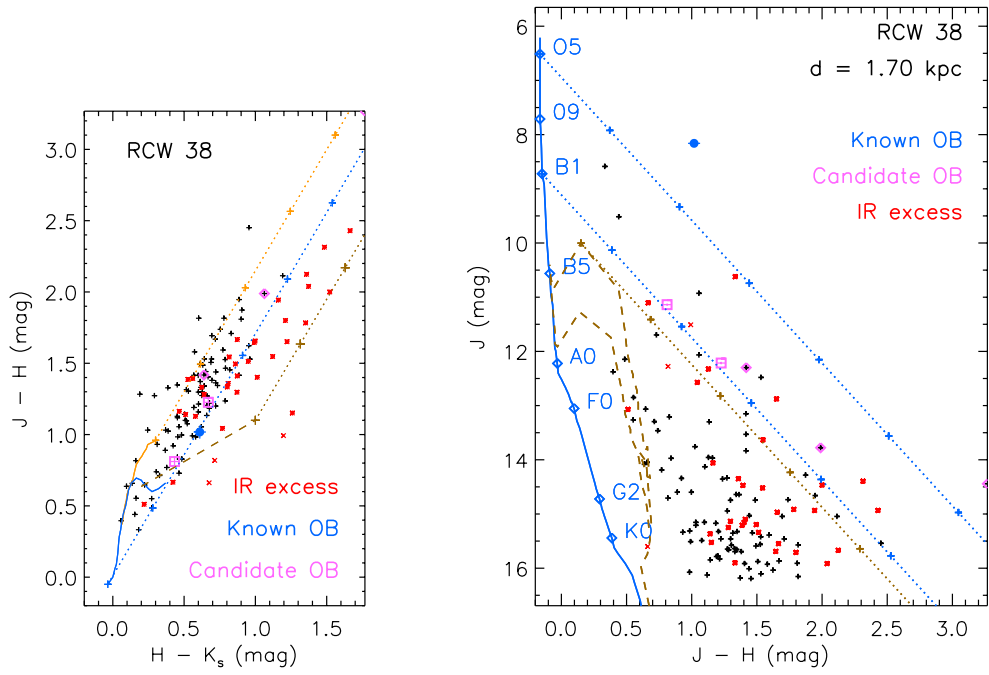 RCW 38
3.0
2.5
2.0
1.5
1.0
0.5
0.0
J – H (mag)
IR excess
Known OB
Candidate OB
0.0 0.5 1.0 1.5
H – Ks (mag)
RCW 38
d = 1.70 kpc
Known OB
Candidate OB
IR excess
O5
O9
B1
B5
A0
F0
G2
K0
6
8
10
12
14
16
J (mag)
0.0 0.5 1.0 1.5 2.0 2.5 3.0
J – H (mag)